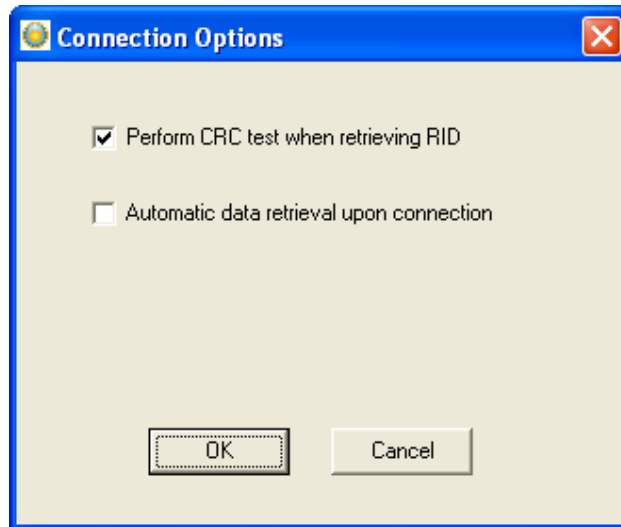 Connection Options
Perform CRC test when retrieving RID
Automatic data retrieval upon connection
OK Cancel